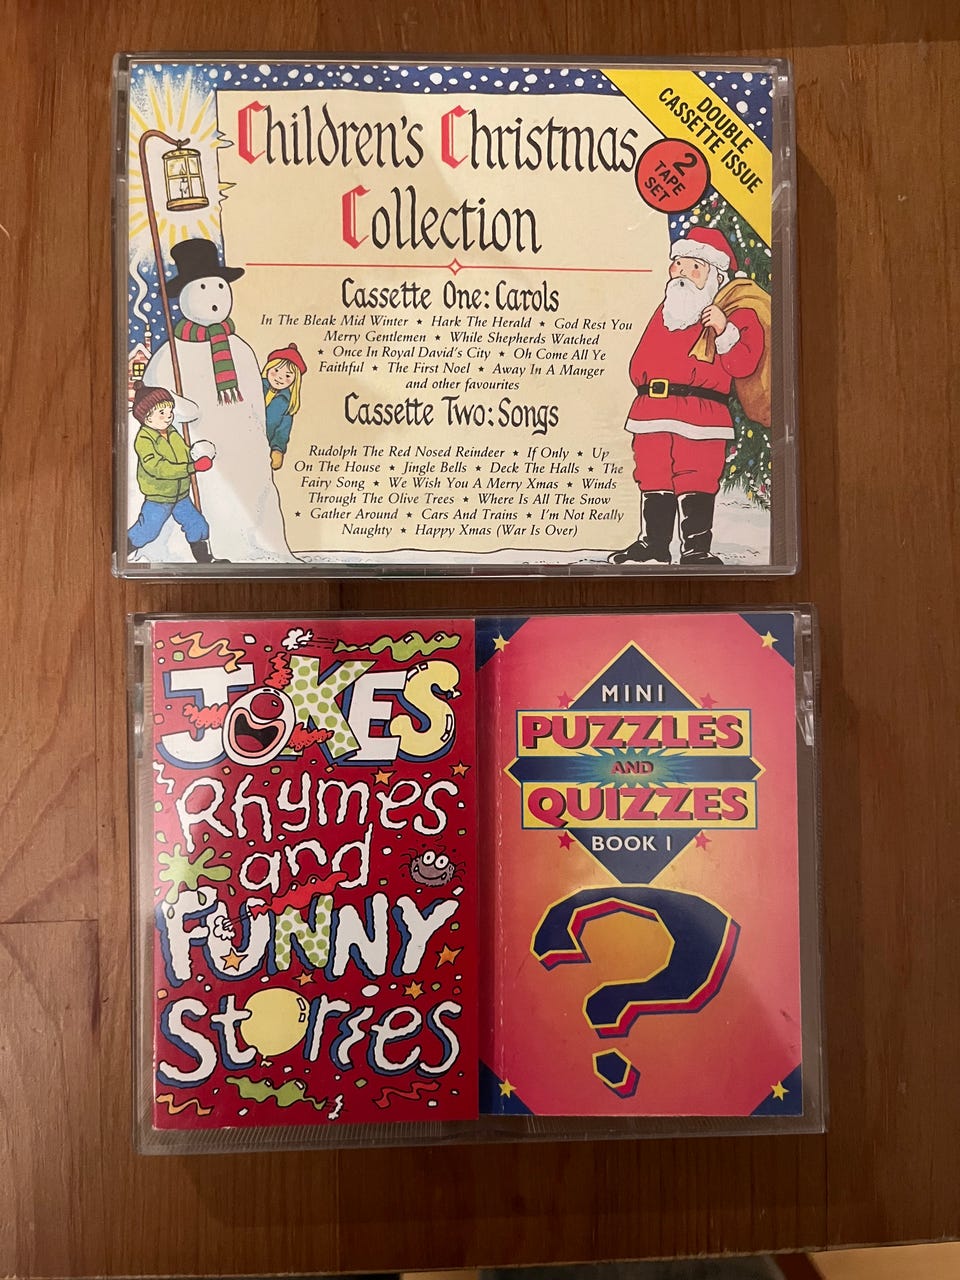 Children's Christmas
Collection
DOUBLE
CASSETTE ISSUE
2
TAPE
SET
Cassette One: Carols
In The Bleak Mid Winter ★ Hark The Herald ★ God Rest You
Merry Gentlemen ★ While Shepherds Watched
★ Once In Royal David's City ★ Oh Come All Ye
Faithful ★ The First Noel ★ Away In A Manger
and other favourites
Cassette Two: Songs
Rudolph The Red Nosed Reindeer ★ If Only ★ Up
On The House ★ Jingle Bells ★ Deck The Halls ★ The
Fairy Song ★ We Wish You A Merry Xmas ★ Winds
Through The Olive Trees ★ Where Is All The Snow
★ Gather Around ★ Cars And Trains ★ I'm Not Really
Naughty ★ Happy Xmas (War Is Over)
JOKES
Rhymes
and
FUNNY
Stories
MINI
PUZZLES
AND
QUIZZES
BOOK 1
?